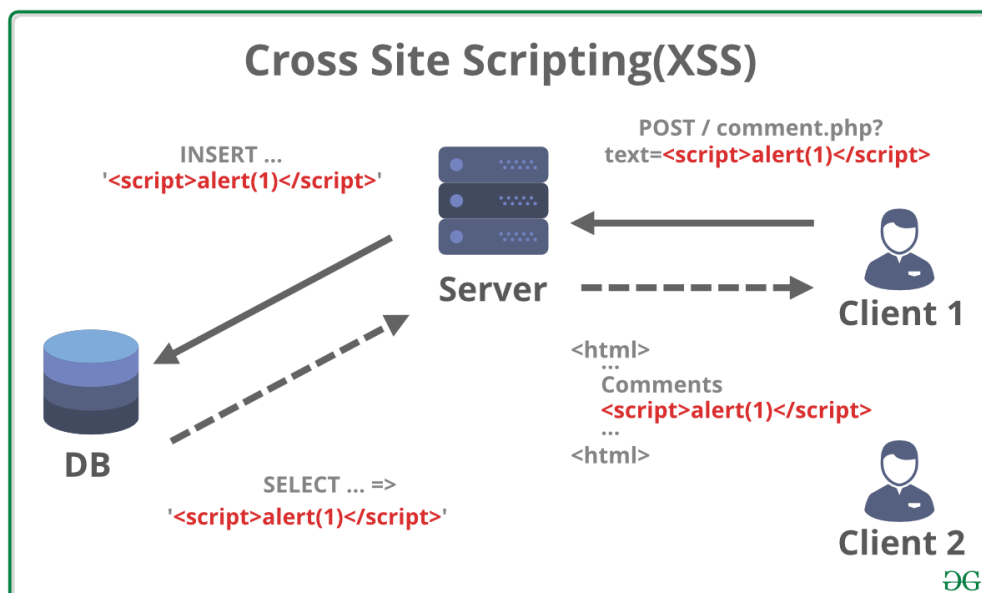 Cross Site Scripting(XSS)
POST / comment.php?
text=<script>alert(1)</script>
INSERT ...
'<script>alert(1)</script>'
Server
Client 1
<html>
...
Comments
<script>alert(1)</script>
...
<html>
DB
SELECT ... =>
'<script>alert(1)</script>'
Client 2